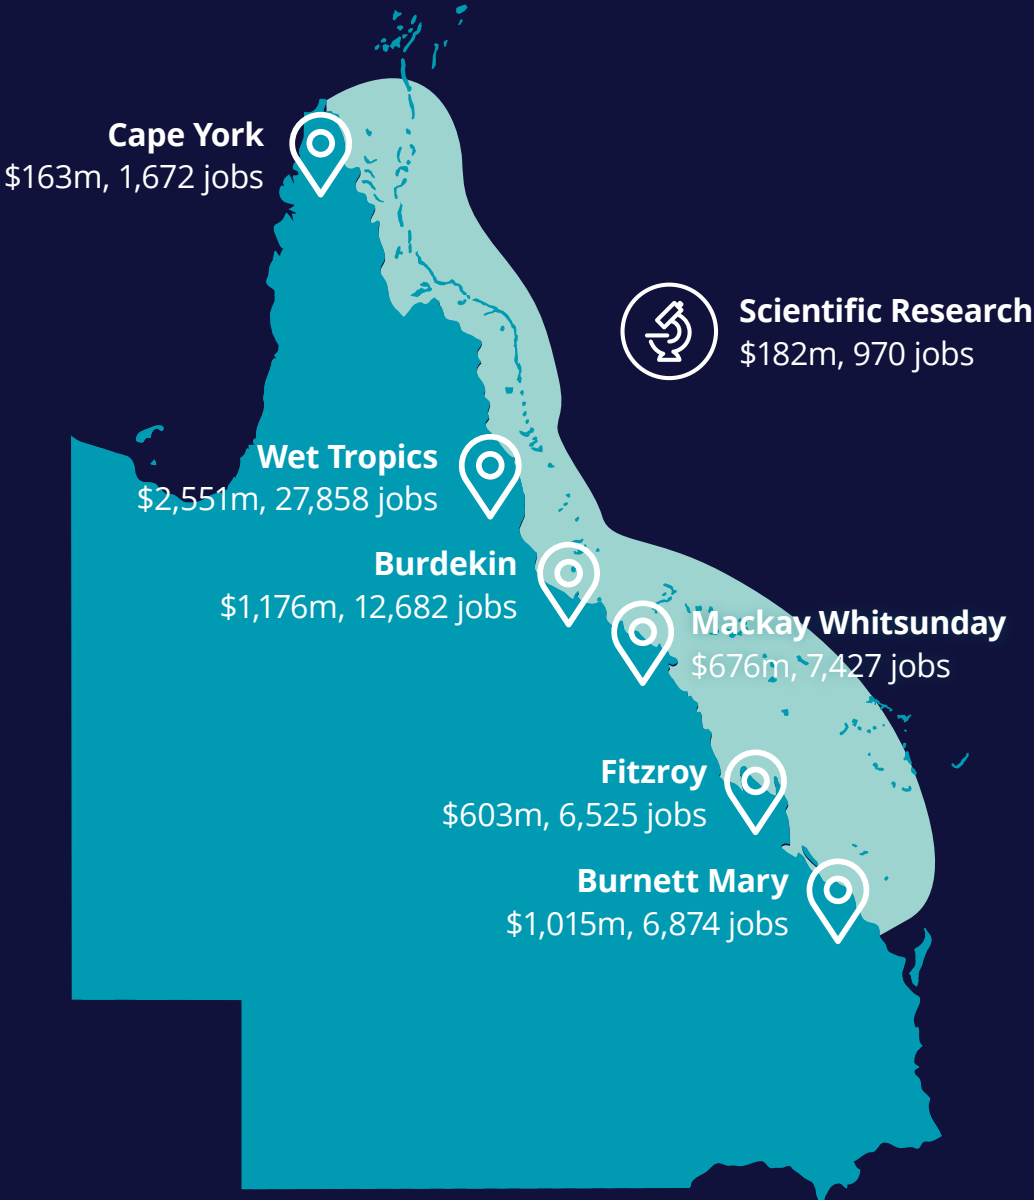 Cape York
$163m, 1,672 jobs
Scientific Research
$182m, 970 jobs
Wet Tropics
$2,551m, 27,858 jobs
Burdekin
$1,176m, 12,682 jobs
Mackay Whitsunday
$676m, 7,427 jobs
Fitzroy
$603m, 6,525 jobs
Burnett Mary
$1,015m, 6,874 jobs